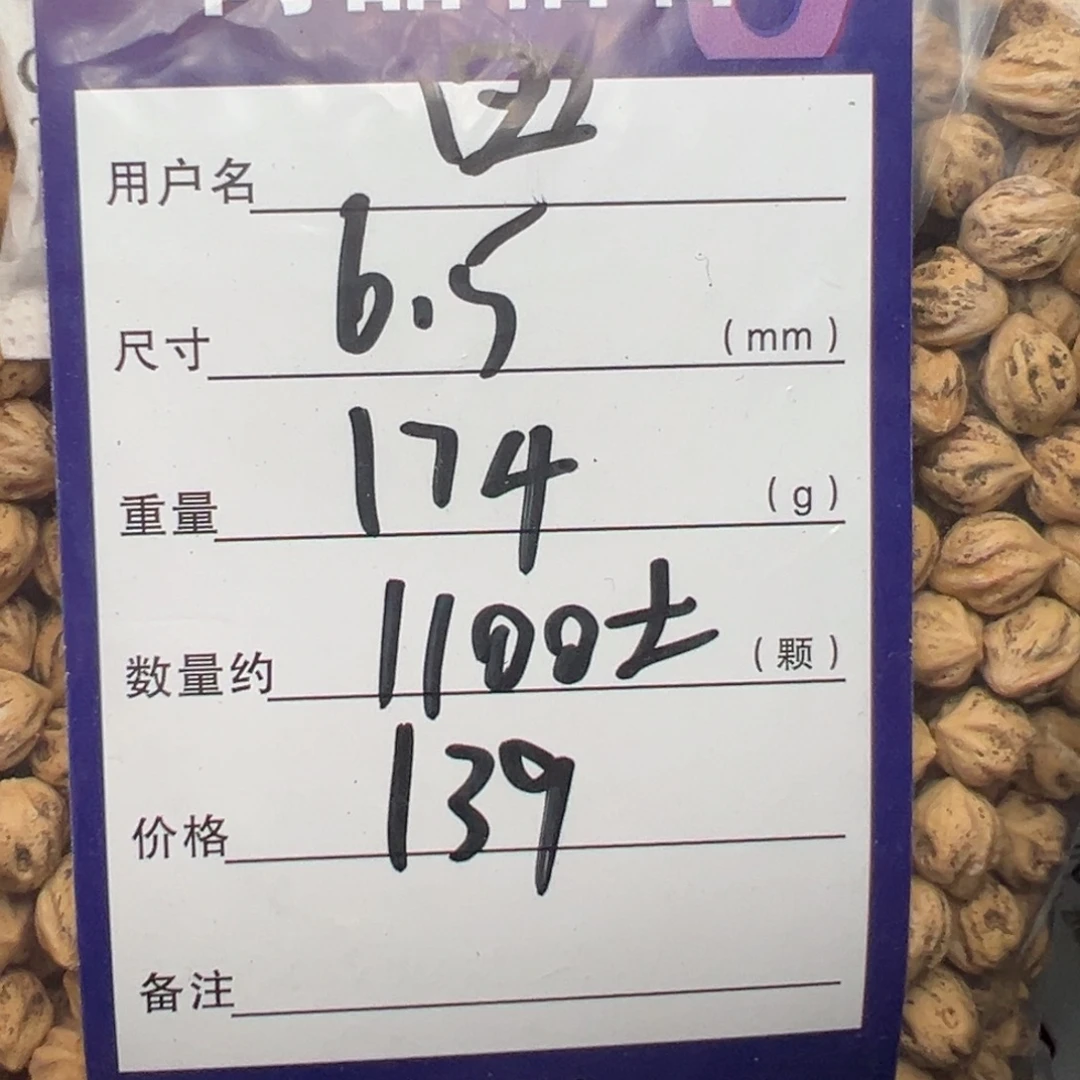 用户名
尺寸 6.5 (mm)
重量 174 (g)
数量约 1100± (颗)
价格 139
备注